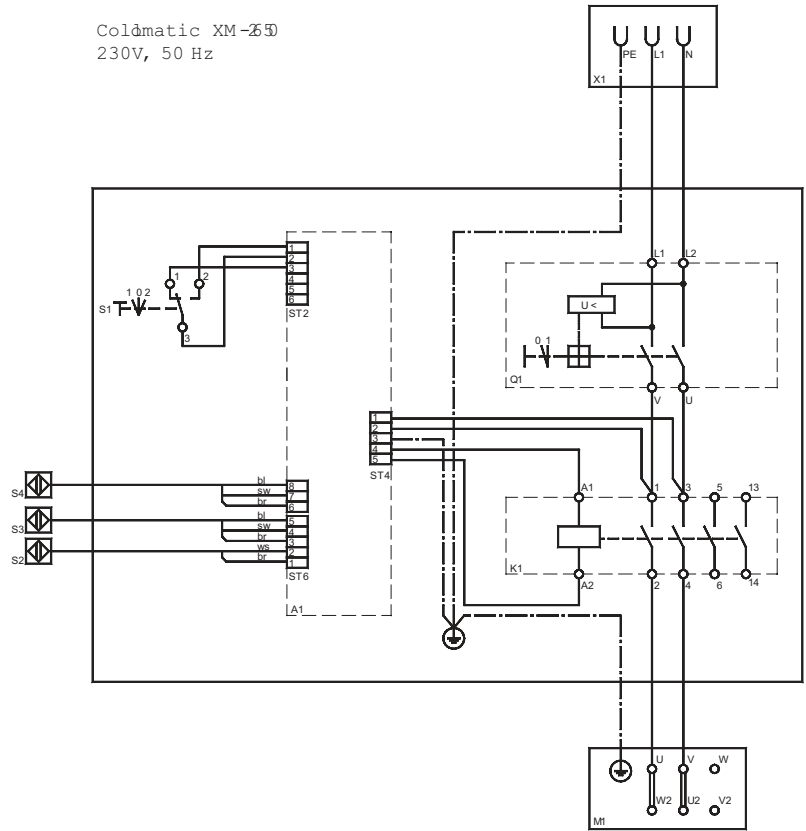 Coldmatic
230V, 50 Hz
PE L1 N
X1
L1 L2
U <
0 1
Q1
V U
1 2
1 0 2
S1
3
1
2
3
4
5
6
ST2
1
2
3
4
5
ST4
A1 1 3 5 13
K1
A2 2 4 6 14
S4 bl 8
sw 7
br 6
S3 bl 5
sw 4
br 3
S2 ws 2
br 1
ST6
A1
U V W
W2 U2 V2
M1